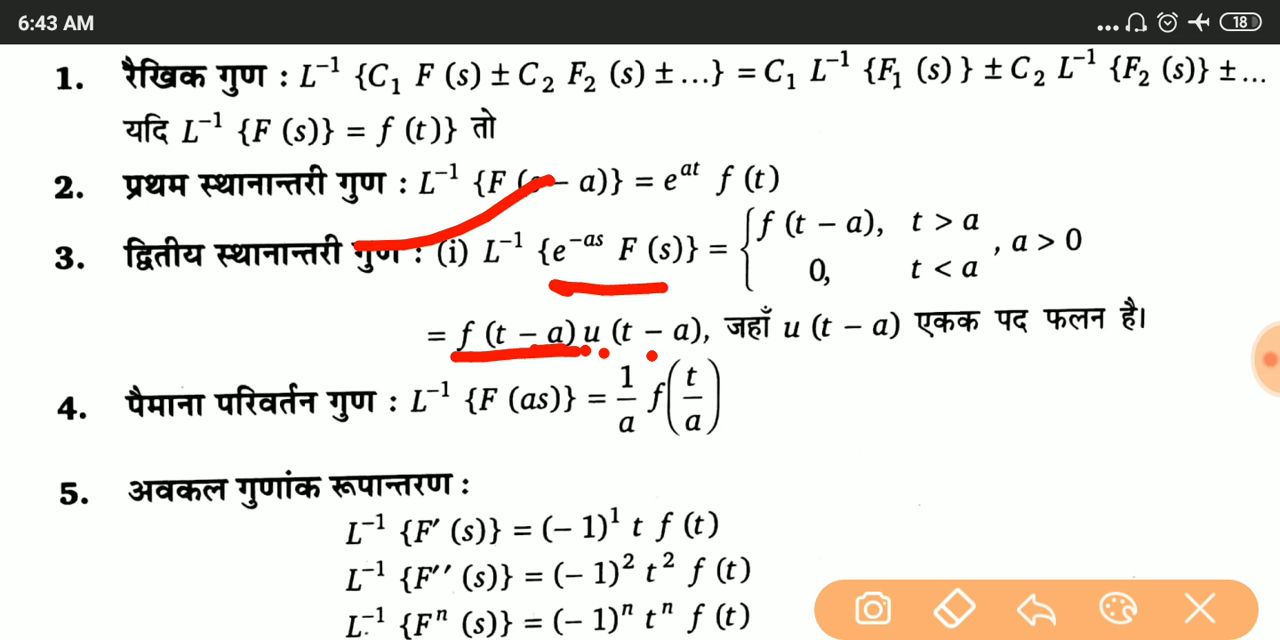 6:43 AM
18
1. रैखिक गुण : L⁻¹ {C₁ F (s) ± C₂ F₂ (s) ± ...} = C₁ L⁻¹ {F₁ (s) } ± C₂ L⁻¹ {F₂ (s)} ± ...
यदि L⁻¹ {F (s)} = f (t)} तो
2. प्रथम स्थानान्तरी गुण : L⁻¹ {F (s − a)} = eᵃᵗ f (t)
3. द्वितीय स्थानान्तरी गुण : (i) L⁻¹ {e⁻ᵃˢ F (s)} = { f (t − a), t > a
0, t < a , a > 0
= f (t − a) u (t − a), जहाँ u (t − a) एकक पद फलन है।
4. पैमाना परिवर्तन गुण : L⁻¹ {F (as)} = 1/a f(t/a)
5. अवकल गुणांक रूपान्तरण :
L⁻¹ {F′ (s)} = (− 1)¹ t f (t)
L⁻¹ {F′′ (s)} = (− 1)² t² f (t)
L⁻¹ {Fⁿ (s)} = (− 1)ⁿ tⁿ f (t)